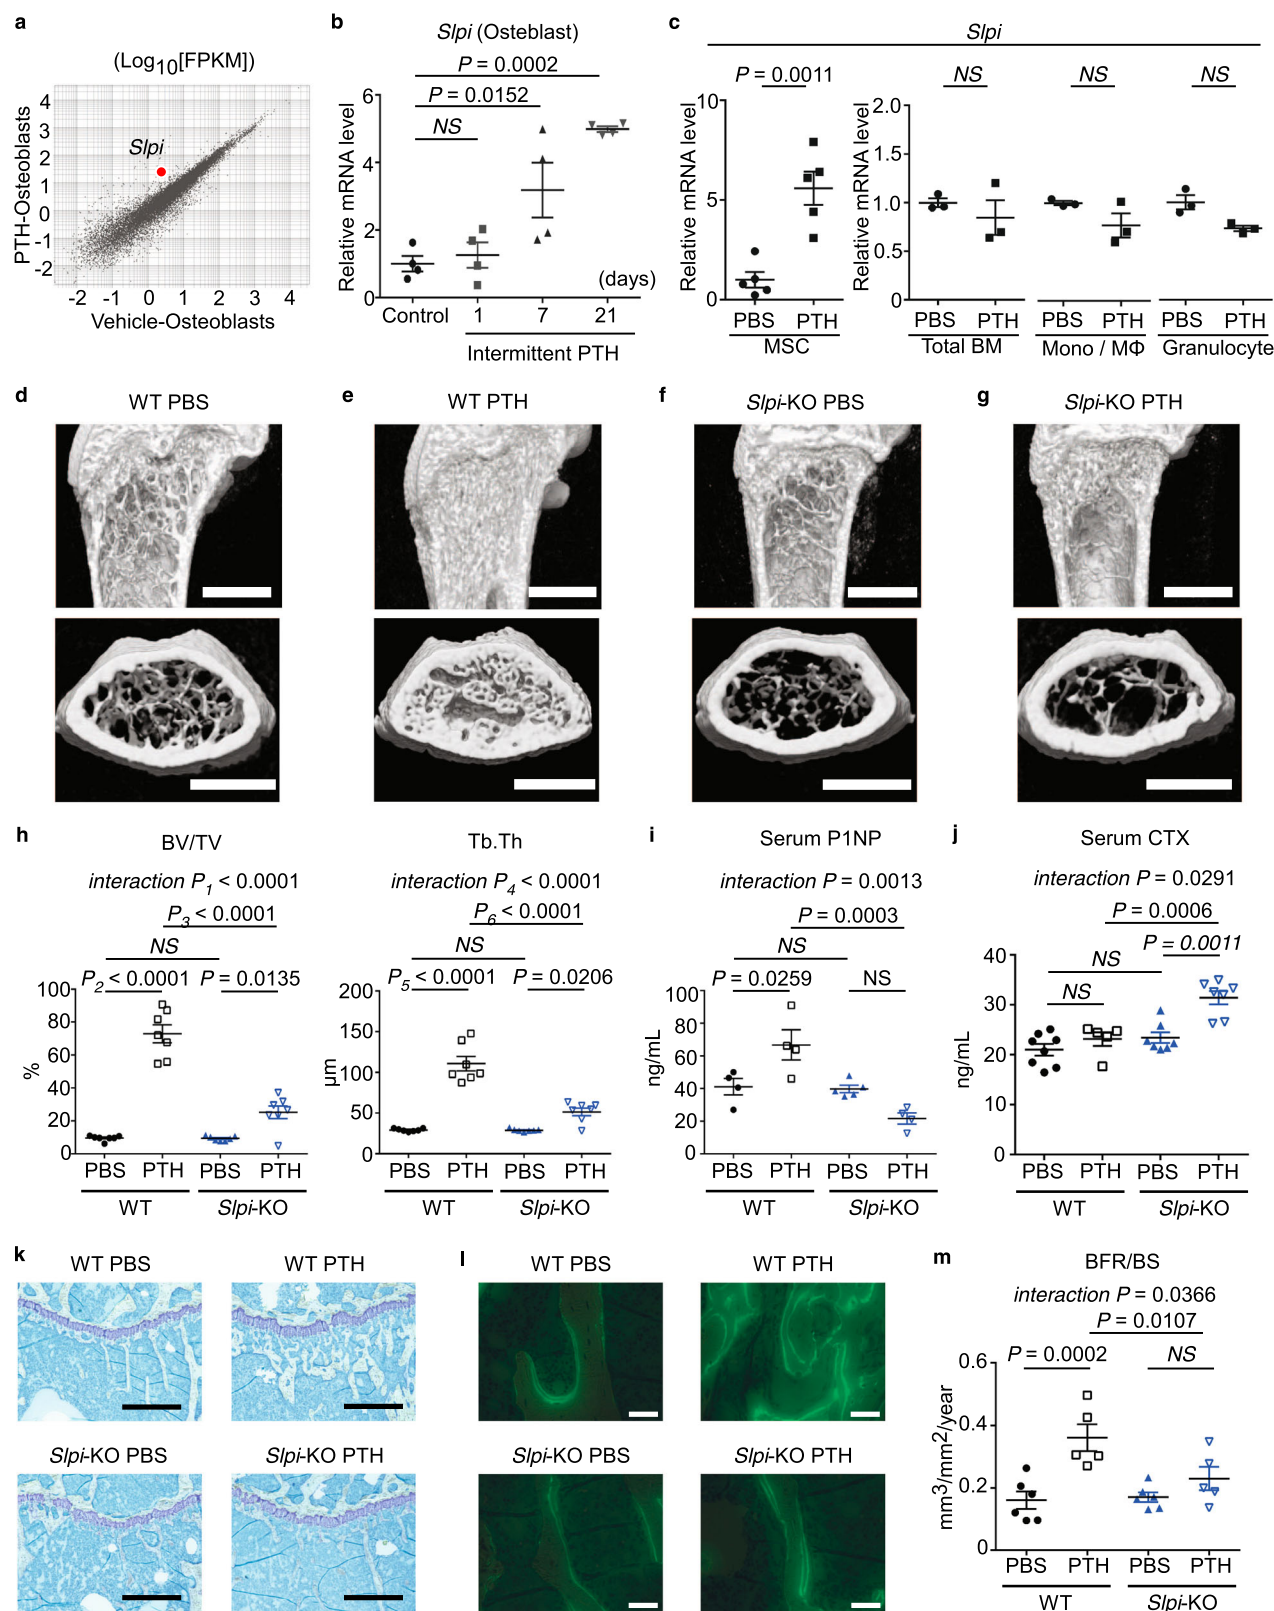 a
(Log10[FPKM])
PTH-Osteoblasts
4
3
2
1
0
-1
-2
Slpi
-2 -1 0 1 2 3 4
Vehicle-Osteoblasts
b
Slpi (Osteblast)
P = 0.0002
P = 0.0152
NS
Relative mRNA level
6
4
2
0
(days)
Control 1 7 21
Intermittent PTH
c
Slpi
P = 0.0011
Relative mRNA level
10
5
0
PBS PTH
MSC
NS NS NS
Relative mRNA level
2.0
1.5
1.0
0.5
0
PBS PTH PBS PTH PBS PTH
Total BM Mono / MΦ Granulocyte
d
WT PBS
e
WT PTH
f
Slpi-KO PBS
g
Slpi-KO PTH
h
BV/TV
interaction P1 < 0.0001
P3 < 0.0001
NS
P2 < 0.0001 P = 0.0135
%
100
80
60
40
20
0
PBS PTH PBS PTH
WT Slpi-KO
Tb.Th
interaction P4 < 0.0001
P6 < 0.0001
NS
P5 < 0.0001 P = 0.0206
µm
200
150
100
50
0
PBS PTH PBS PTH
WT Slpi-KO
i
Serum P1NP
interaction P = 0.0013
P = 0.0003
NS
P = 0.0259 NS
ng/mL
100
80
60
40
20
0
PBS PTH PBS PTH
WT Slpi-KO
j
Serum CTX
interaction P = 0.0291
P = 0.0006
P = 0.0011
NS
NS
ng/mL
40
30
20
10
0
PBS PTH PBS PTH
WT Slpi-KO
k
WT PBS WT PTH
Slpi-KO PBS Slpi-KO PTH
l
WT PBS WT PTH
Slpi-KO PBS Slpi-KO PTH
m
BFR/BS
interaction P = 0.0366
P = 0.0107
P = 0.0002 NS
mm3/mm2/year
0.6
0.4
0.2
0
PBS PTH PBS PTH
WT Slpi-KO